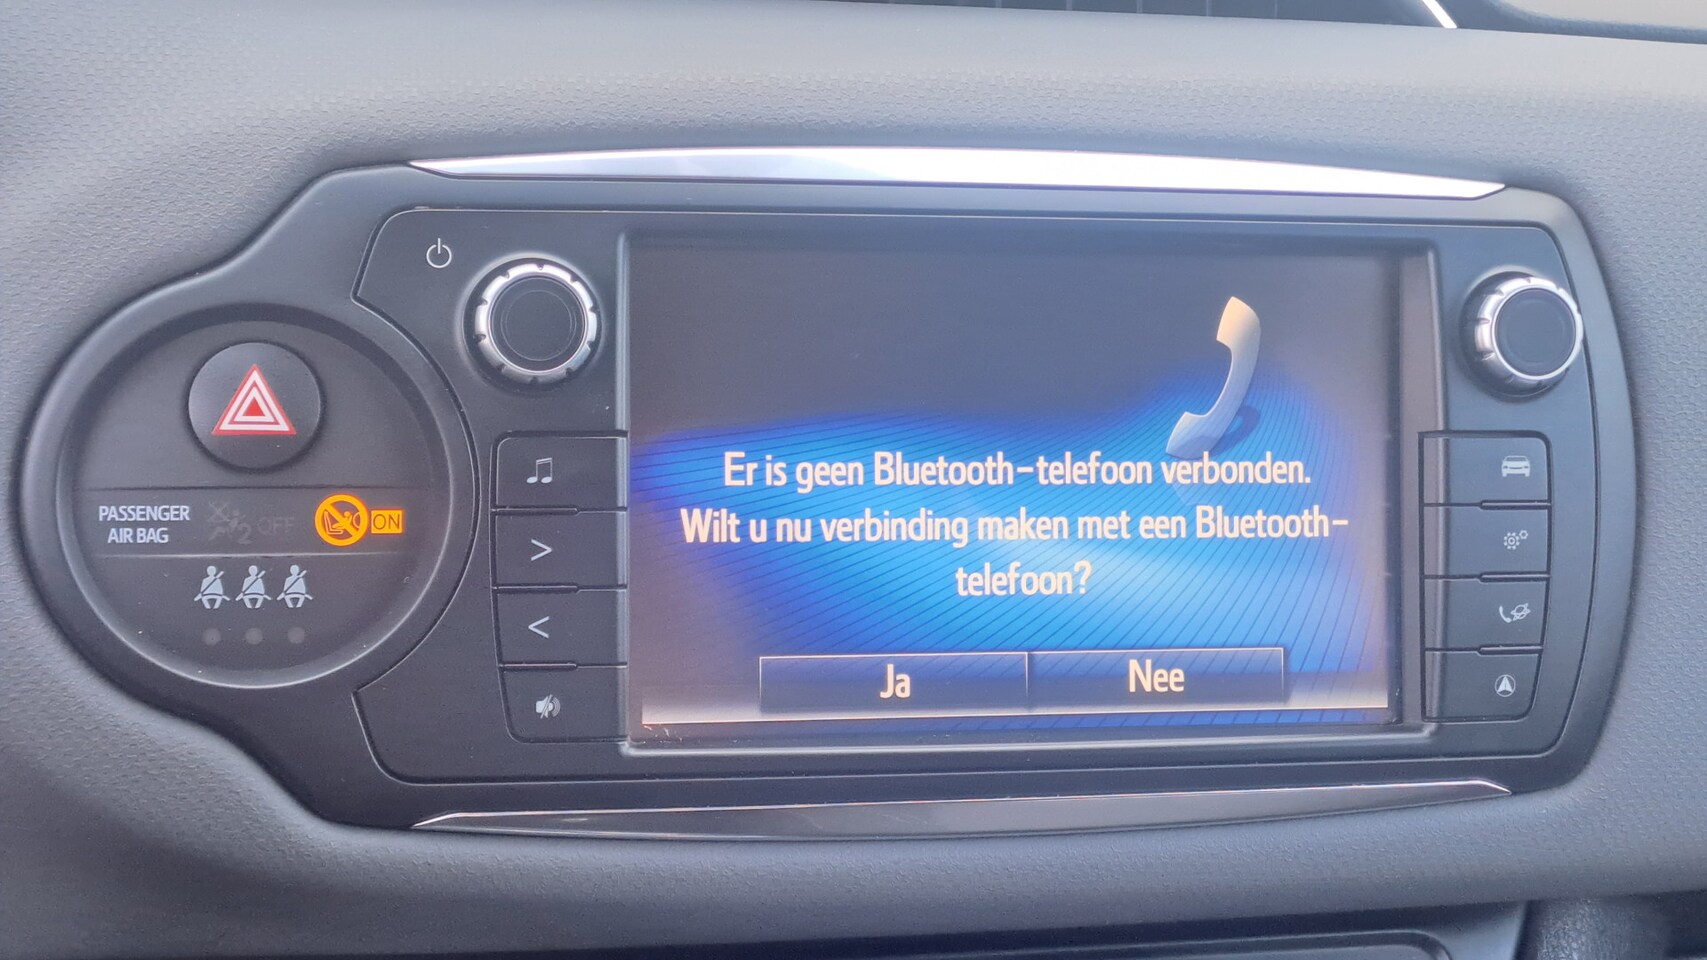 PASSENGER
AIR BAG
2 OFF
ON
Er is geen Bluetooth-telefoon verbonden.
Wilt u nu verbinding maken met een Bluetooth-
telefoon?
Ja
Nee